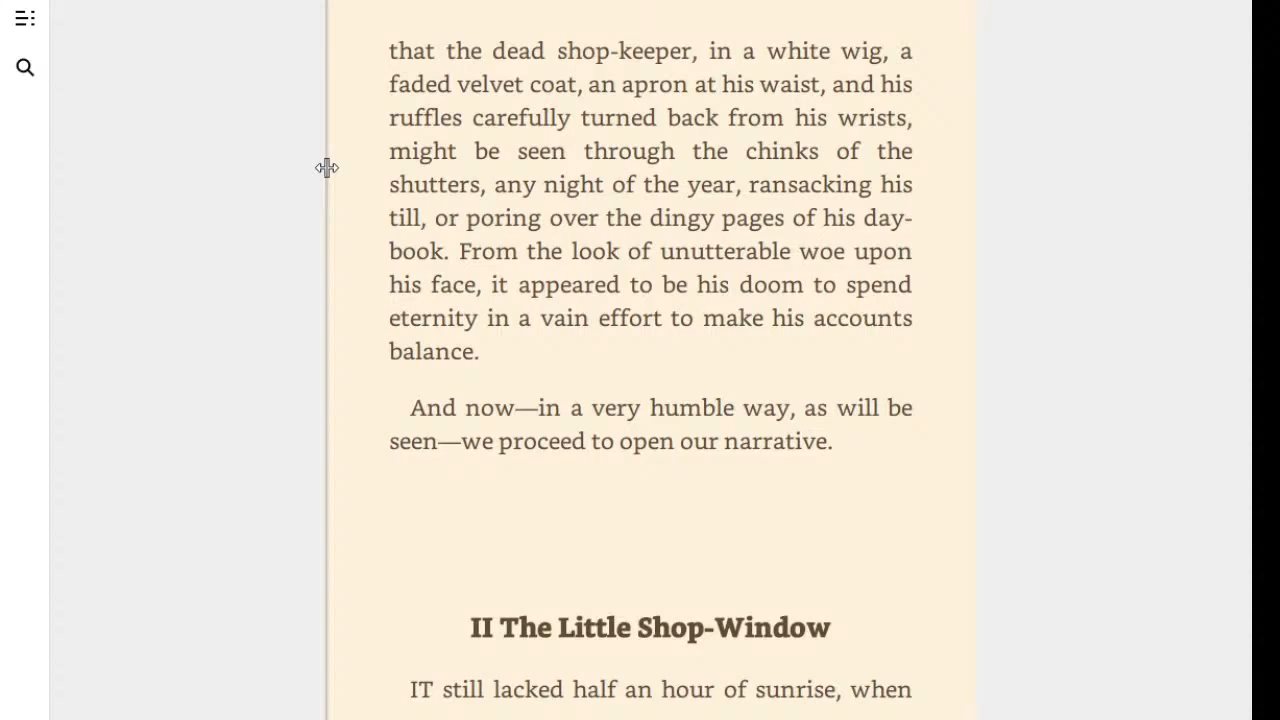 that the dead shop-keeper, in a white wig, a
faded velvet coat, an apron at his waist, and his
ruffles carefully turned back from his wrists,
might be seen through the chinks of the
shutters, any night of the year, ransacking his
till, or poring over the dingy pages of his day-
book. From the look of unutterable woe upon
his face, it appeared to be his doom to spend
eternity in a vain effort to make his accounts
balance.
And now—in a very humble way, as will be
seen—we proceed to open our narrative.
II The Little Shop-Window
IT still lacked half an hour of sunrise, when